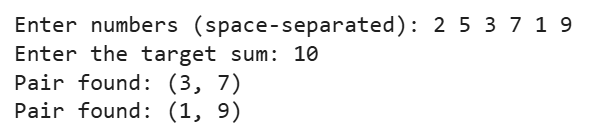 Enter numbers (space-separated): 2 5 3 7 1 9
Enter the target sum: 10
Pair found: (3, 7)
Pair found: (1, 9)